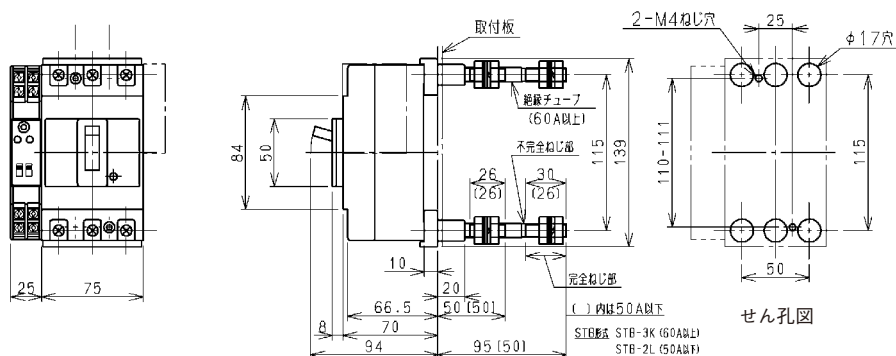 取付板
2-M4ねじ穴
25
φ17穴
絶縁チューブ
(60A以上)
84
50
115
139
110-111
115
不完全ねじ部
26
(26)
30
(26)
10
完全ねじ部
50
25
75
20
66.5
50 (50)
( ) 内は50A以下
せん孔図
8
70
STB形式 STB-3K (60A以上)
94
95 (50)
STB-2L (50A以下)